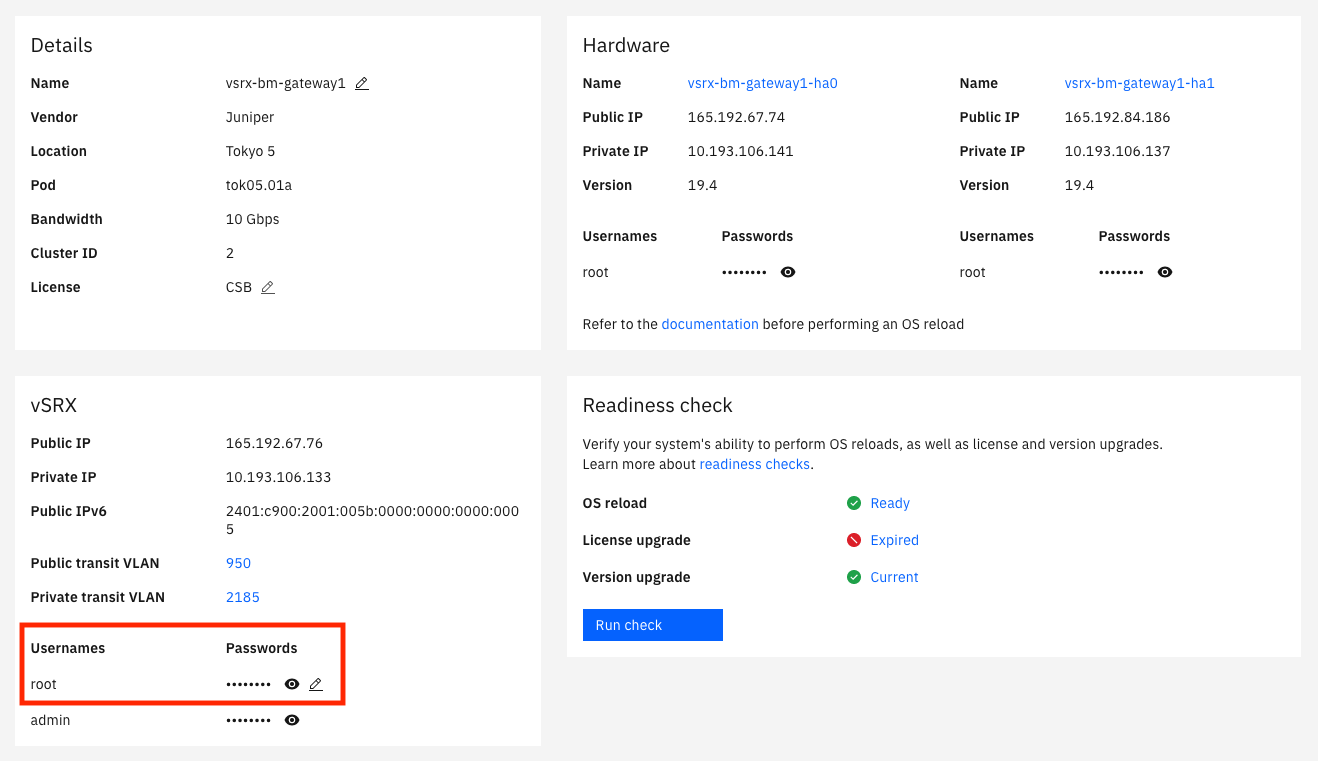 Details
Name vsrx-bm-gateway1
Vendor Juniper
Location Tokyo 5
Pod tok05.01a
Bandwidth 10 Gbps
Cluster ID 2
License CSB
Hardware
Name vsrx-bm-gateway1-ha0 Name vsrx-bm-gateway1-ha1
Public IP 165.192.67.74 Public IP 165.192.84.186
Private IP 10.193.106.141 Private IP 10.193.106.137
Version 19.4 Version 19.4
Usernames Passwords Usernames Passwords
root •••••••• root ••••••••
Refer to the documentation before performing an OS reload
vSRX
Public IP 165.192.67.76
Private IP 10.193.106.133
Public IPv6 2401:c900:2001:005b:0000:0000:0000:000
5
Public transit VLAN 950
Private transit VLAN 2185
Usernames Passwords
root ••••••••
admin ••••••••
Readiness check
Verify your system's ability to perform OS reloads, as well as license and version upgrades.
Learn more about readiness checks.
OS reload Ready
License upgrade Expired
Version upgrade Current
Run check